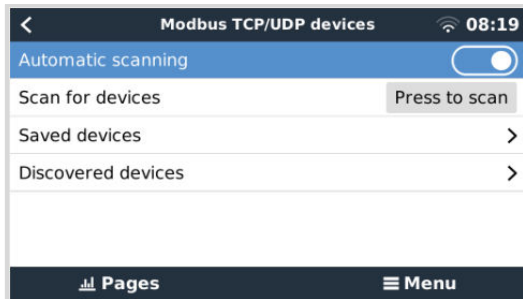 Modbus TCP/UDP devices 08:19
Automatic scanning
Scan for devices Press to scan
Saved devices
Discovered devices
Pages Menu